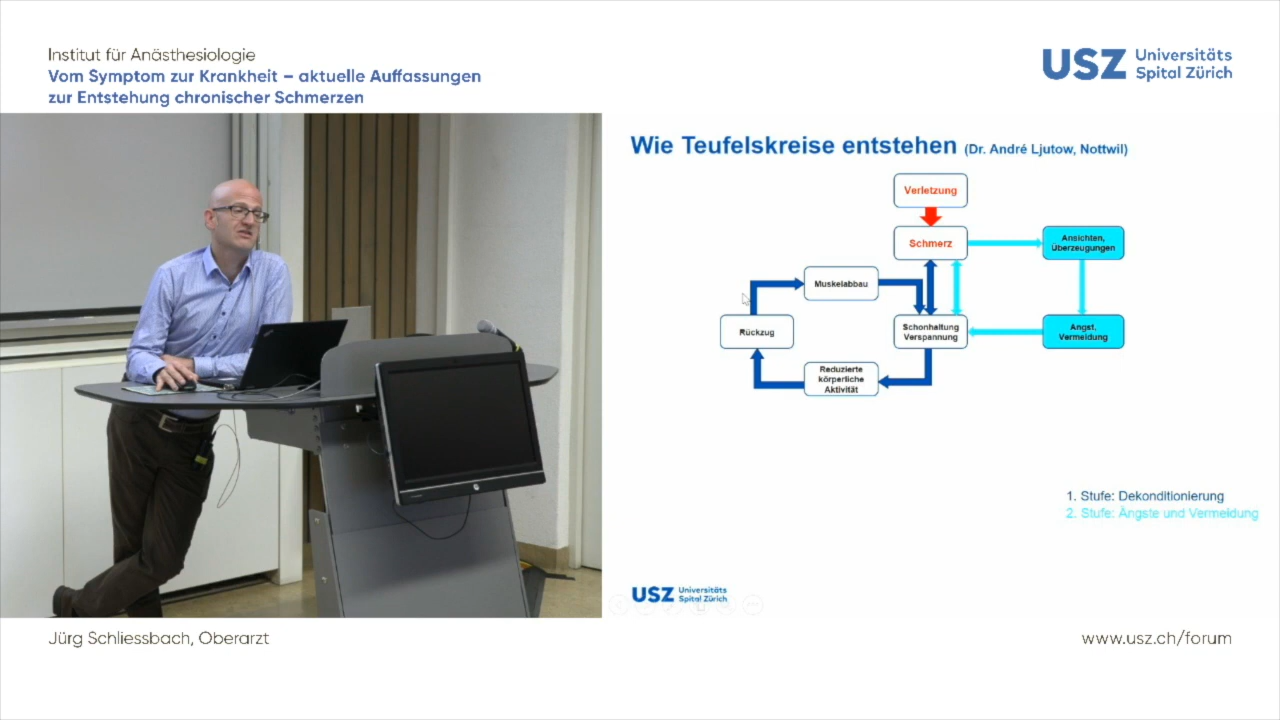 Institut für Anästhesiologie
Vom Symptom zur Krankheit – aktuelle Auffassungen
zur Entstehung chronischer Schmerzen
USZ Universitäts
Spital Zürich
Wie Teufelskreise entstehen (Dr. André Ljutow, Nottwil)
Verletzung
Schmerz
Ansichten,
Überzeugungen
Muskelabbau
Rückzug
Schonhaltung
Verspannung
Angst,
Vermeidung
Reduzierte
körperliche
Aktivität
1. Stufe: Dekonditionierung
2. Stufe: Ängste und Vermeidung
USZ Universitäts
Spital Zürich
Jürg Schliessbach, Oberarzt
www.usz.ch/forum